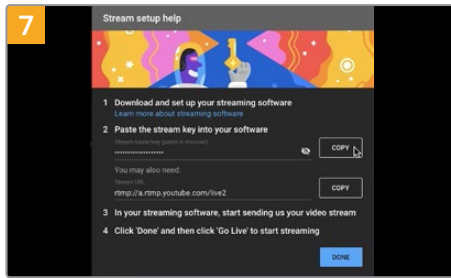 7
Stream setup help
1 Download and set up your streaming software
Learn more about streaming software
2 Paste the stream key into your software
Stream name/key (paste in encoder)
••••••••••••••••••••
COPY
You may also need:
Stream URL
rtmp://a.rtmp.youtube.com/live2
COPY
3 In your streaming software, start sending us your video stream
4 Click 'Done' and then click 'Go Live' to start streaming
DONE